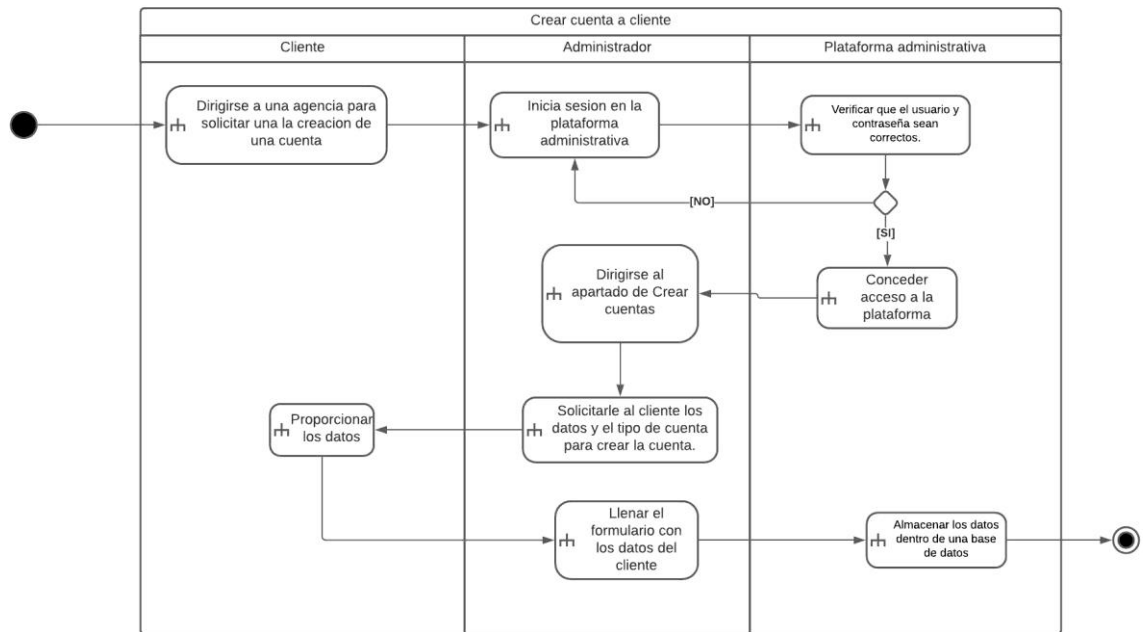 Crear cuenta a cliente
Cliente
Administrador
Plataforma administrativa
Dirigirse a una agencia para
solicitar una la creacion de
una cuenta
Inicia sesion en la
plataforma
administrativa
Verificar que el usuario y
contraseña sean
correctos.
[NO]
[SI]
Conceder
acceso a la
plataforma
Dirigirse al
apartado de Crear
cuentas
Solicitarle al cliente los
datos y el tipo de cuenta
para crear la cuenta.
Proporcionar
los datos
Llenar el
formulario con
los datos del
cliente
Almacenar los datos
dentro de una base
de datos